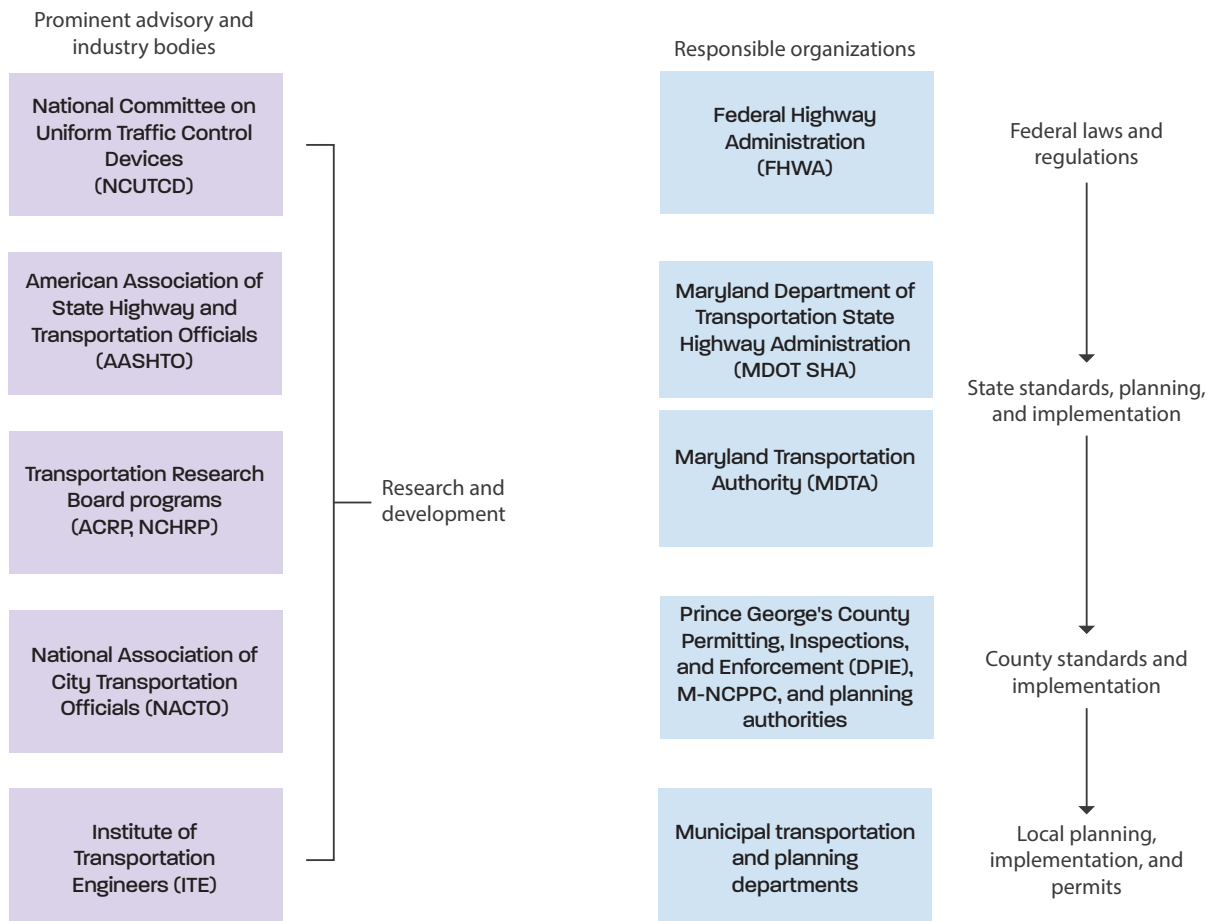 Prominent advisory and
industry bodies
National Committee on
Uniform Traffic Control
Devices
(NCUTCD)
American Association of
State Highway and
Transportation Officials
(AASHTO)
Transportation Research
Board programs
(ACRP, NCHRP)
National Association of
City Transportation
Officials (NACTO)
Institute of
Transportation
Engineers (ITE)
Research and
development
Responsible organizations
Federal Highway
Administration
(FHWA)
Maryland Department of
Transportation State
Highway Administration
(MDOT SHA)
Maryland Transportation
Authority (MDTA)
Prince George's County
Permitting, Inspections,
and Enforcement (DPIE),
M-NCPPC, and planning
authorities
Municipal transportation
and planning
departments
Federal laws and
regulations
State standards, planning,
and implementation
County standards and
implementation
Local planning,
implementation, and
permits